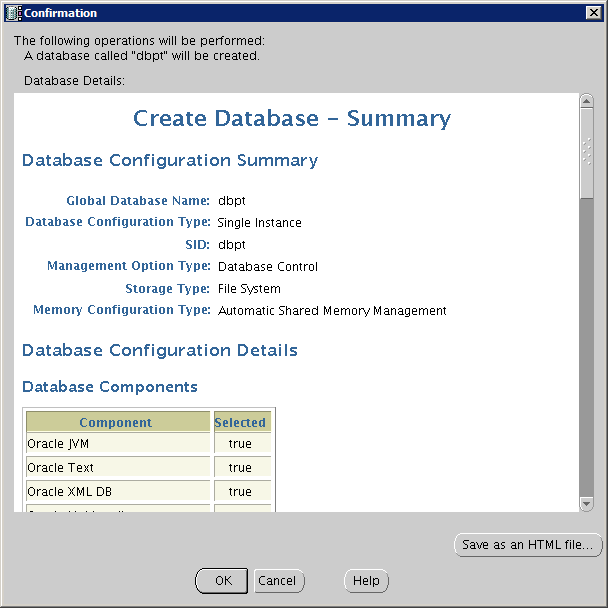 Confirmation
The following operations will be performed:
A database called "dbpt" will be created.
Database Details:
Create Database - Summary
Database Configuration Summary
Global Database Name: dbpt
Database Configuration Type: Single Instance
SID: dbpt
Management Option Type: Database Control
Storage Type: File System
Memory Configuration Type: Automatic Shared Memory Management
Database Configuration Details
Database Components
Component Selected
Oracle JVM true
Oracle Text true
Oracle XML DB true
Save as an HTML file...
OK Cancel Help